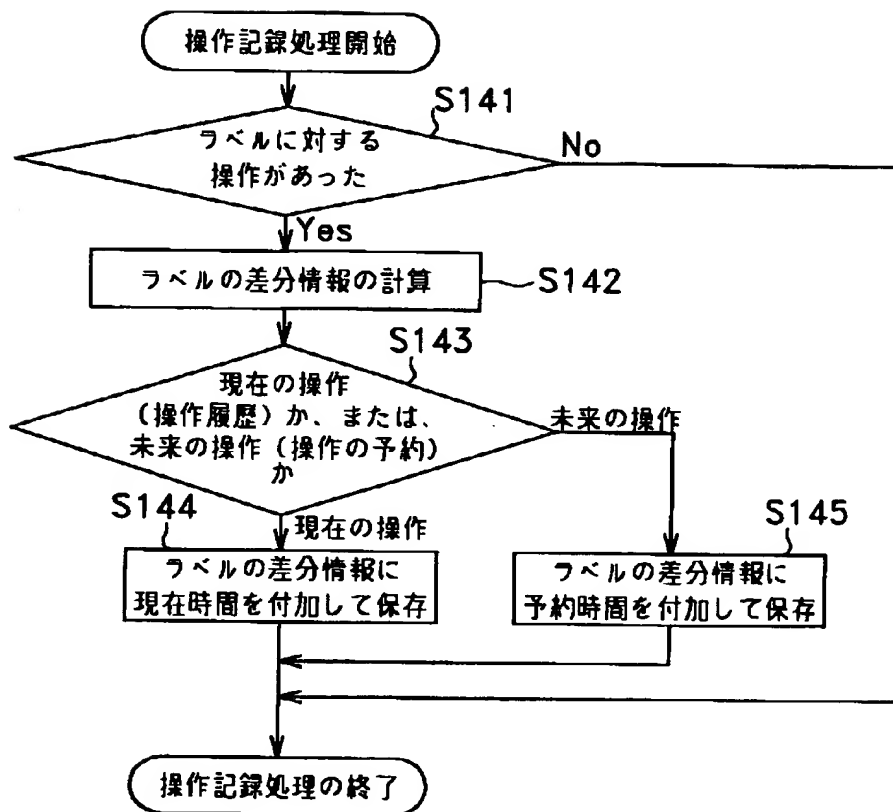 操作記録処理開始
S141
ラベルに対する
操作があった
No
Yes
ラベルの差分情報の計算
S142
S143
現在の操作
(操作履歴)か、または、
未来の操作(操作の予約)
か
未来の操作
S144
現在の操作
S145
ラベルの差分情報に
現在時間を付加して保存
ラベルの差分情報に
予約時間を付加して保存
操作記録処理の終了